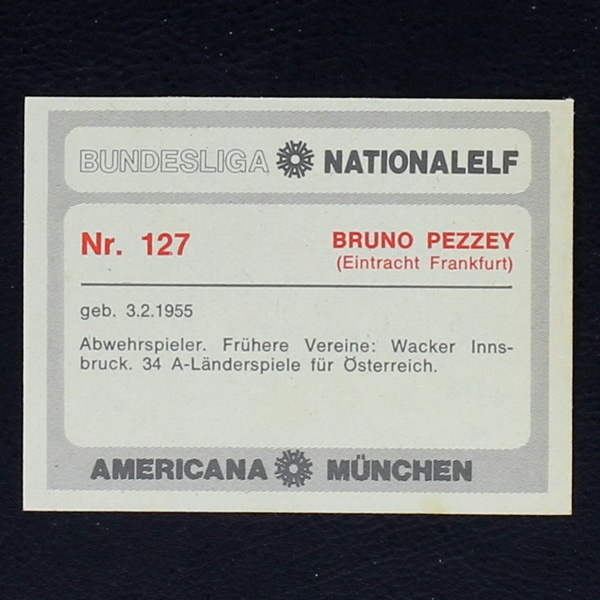 BUNDESLIGA NATIONALELF
Nr. 127 BRUNO PEZZEY
(Eintracht Frankfurt)
geb. 3.2.1955
Abwehrspieler. Frühere Vereine: Wacker Inns-
bruck. 34 A-Länderspiele für Österreich.
AMERICANA MÜNCHEN